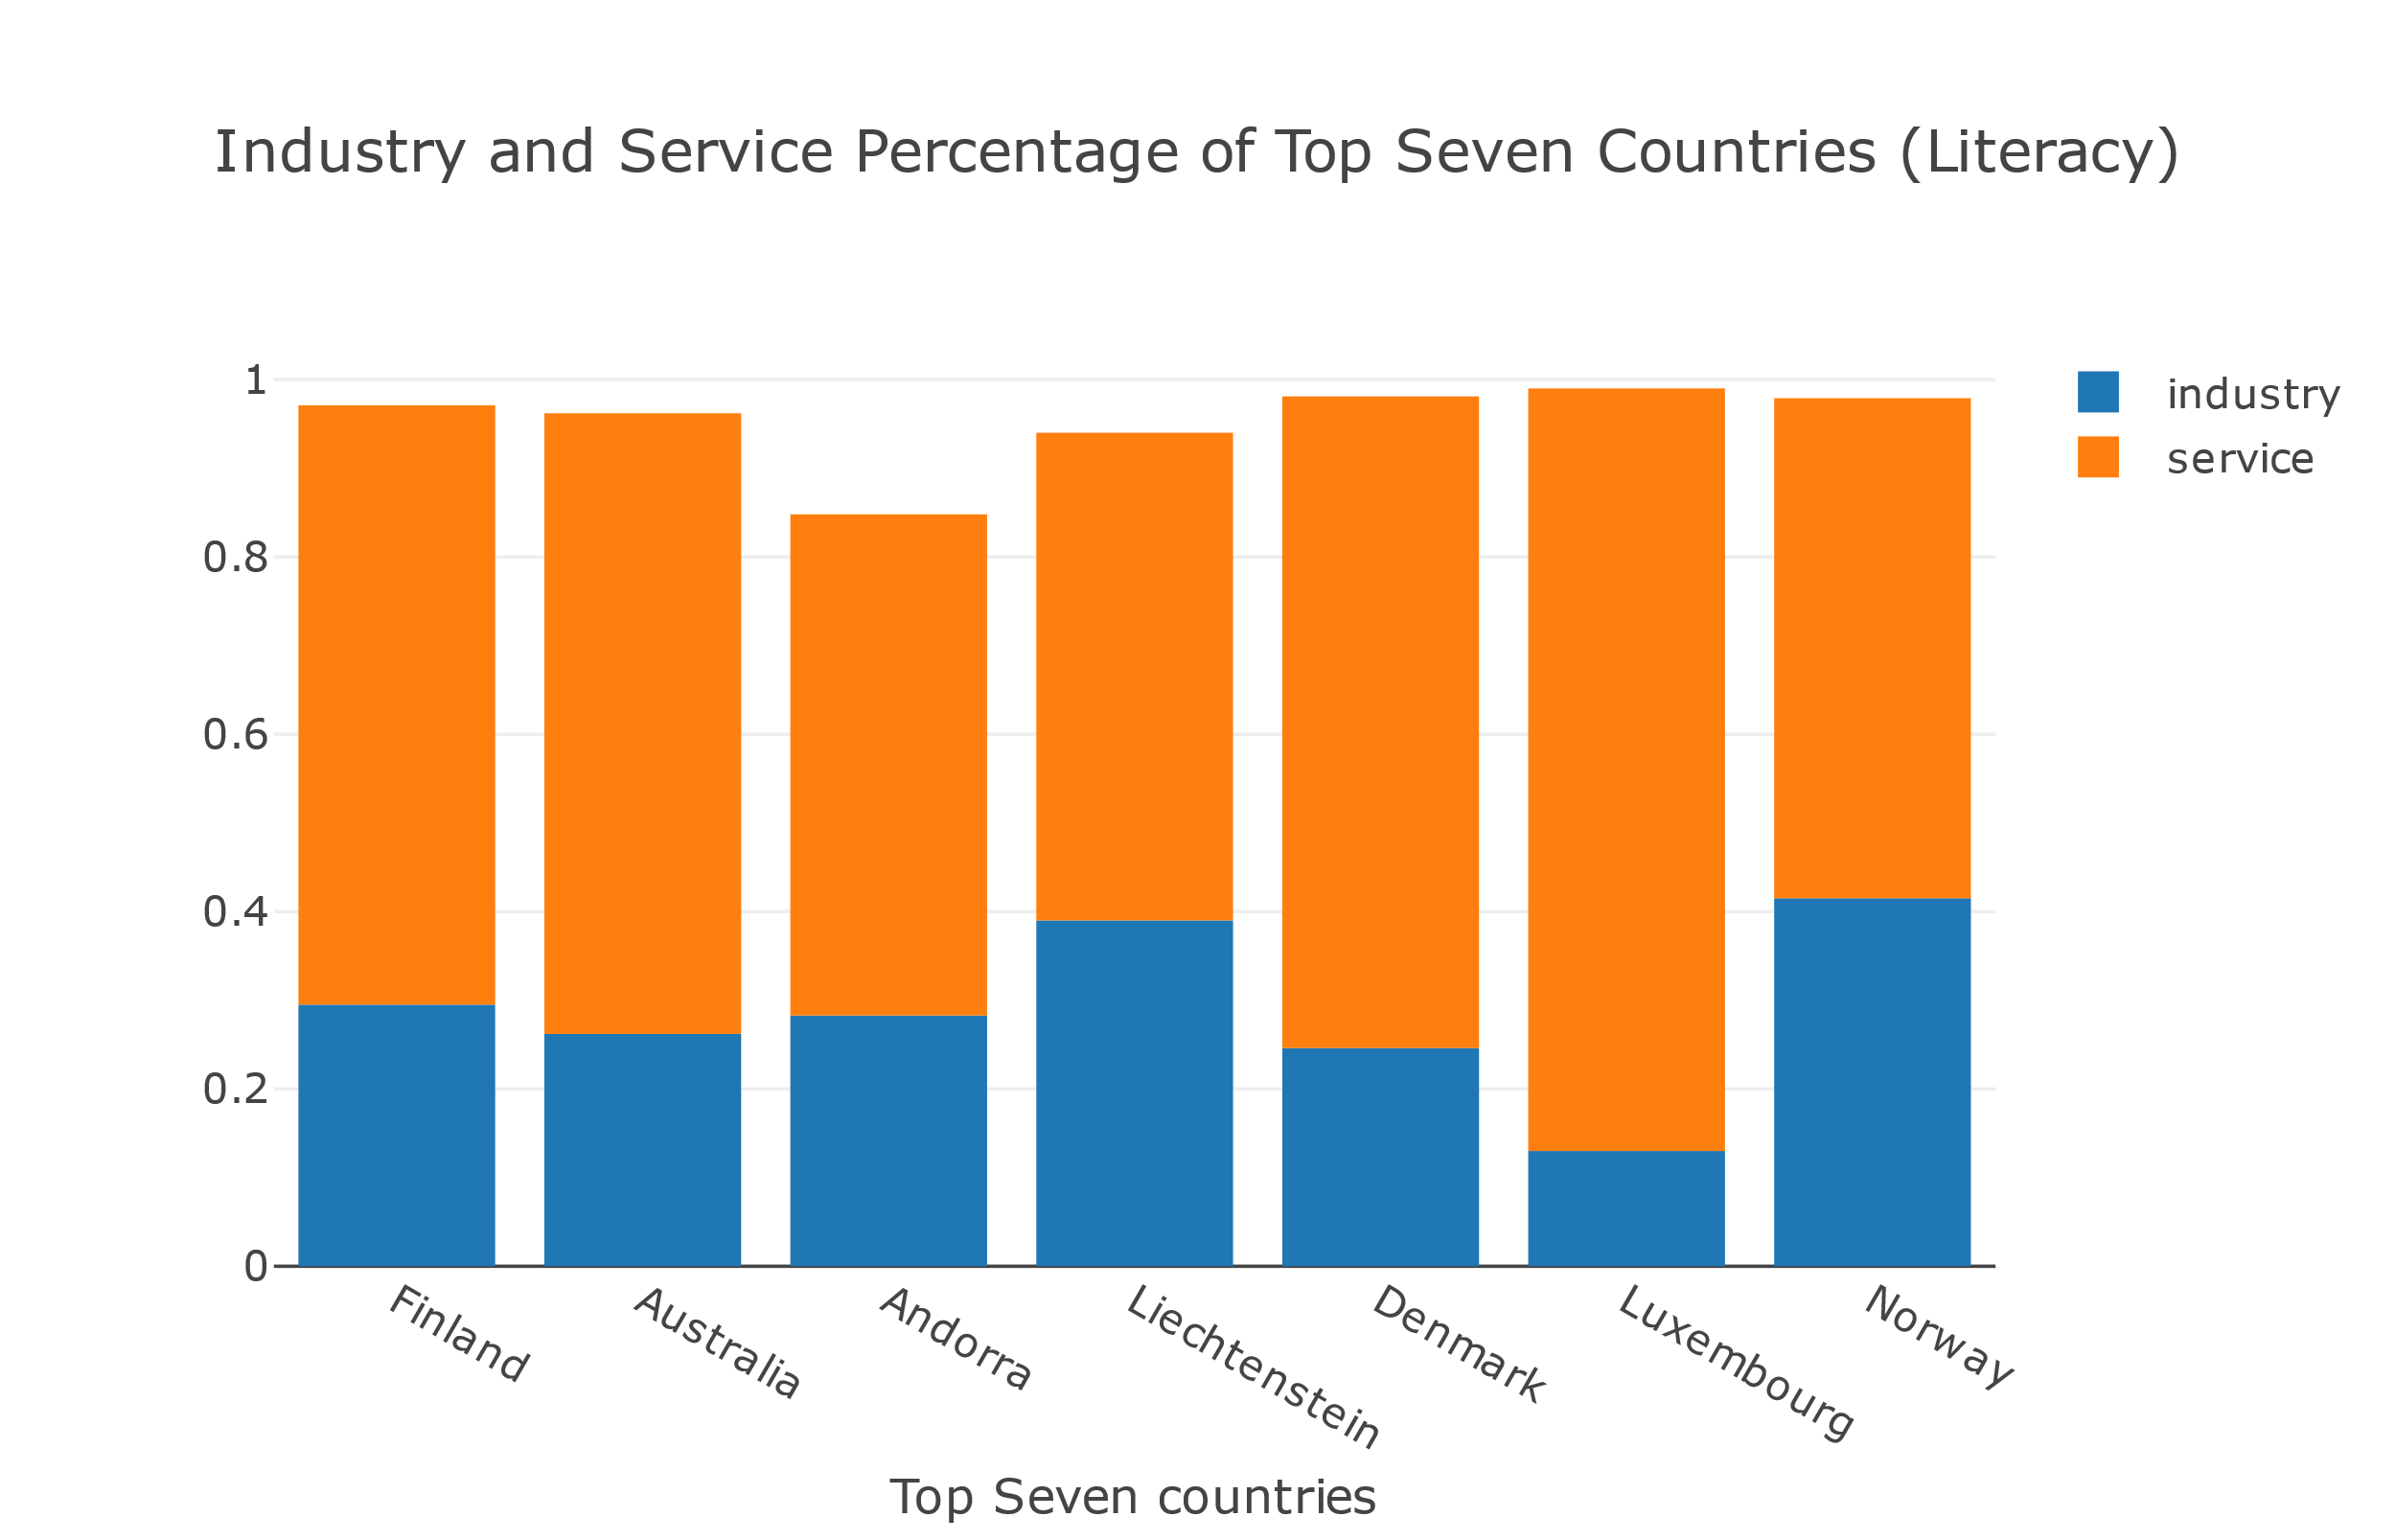 Industry and Service Percentage of Top Seven Countries (Literacy)
1
0.8
0.6
0.4
0.2
0
industry
service
Finland
Australia
Andorra
Liechtenstein
Denmark
Luxembourg
Norway
Top Seven countries